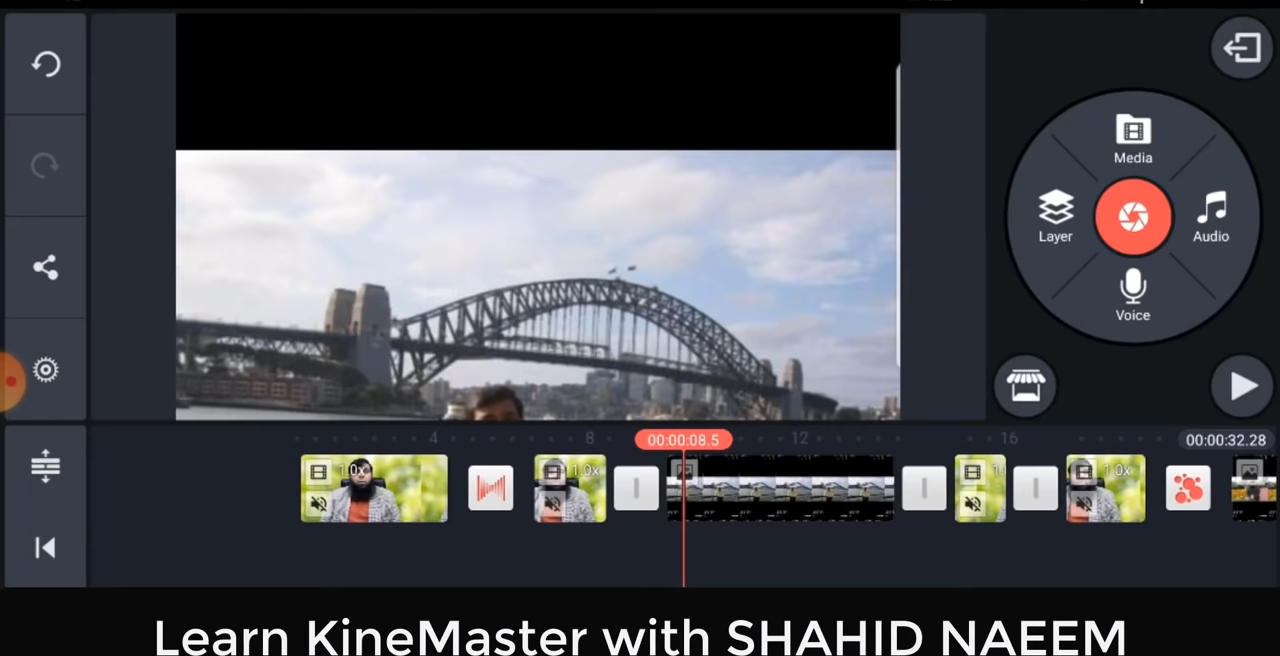 Media
Layer
Audio
Voice
4
8
00:00:08.5
12
16
00:00:32.28
1.0x
1.0x
1.0x
Learn KineMaster with SHAHID NAEEM